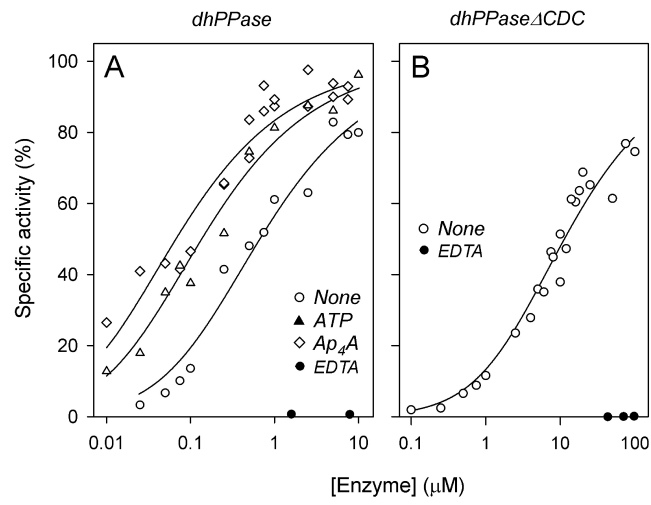 dhPPase
dhPPaseΔCDC
A
B
Specific activity (%)
100
80
60
40
20
0
None
ATP
Ap4A
EDTA
None
EDTA
0.01 0.1 1 10
0.1 1 10 100
[Enzyme] (μM)